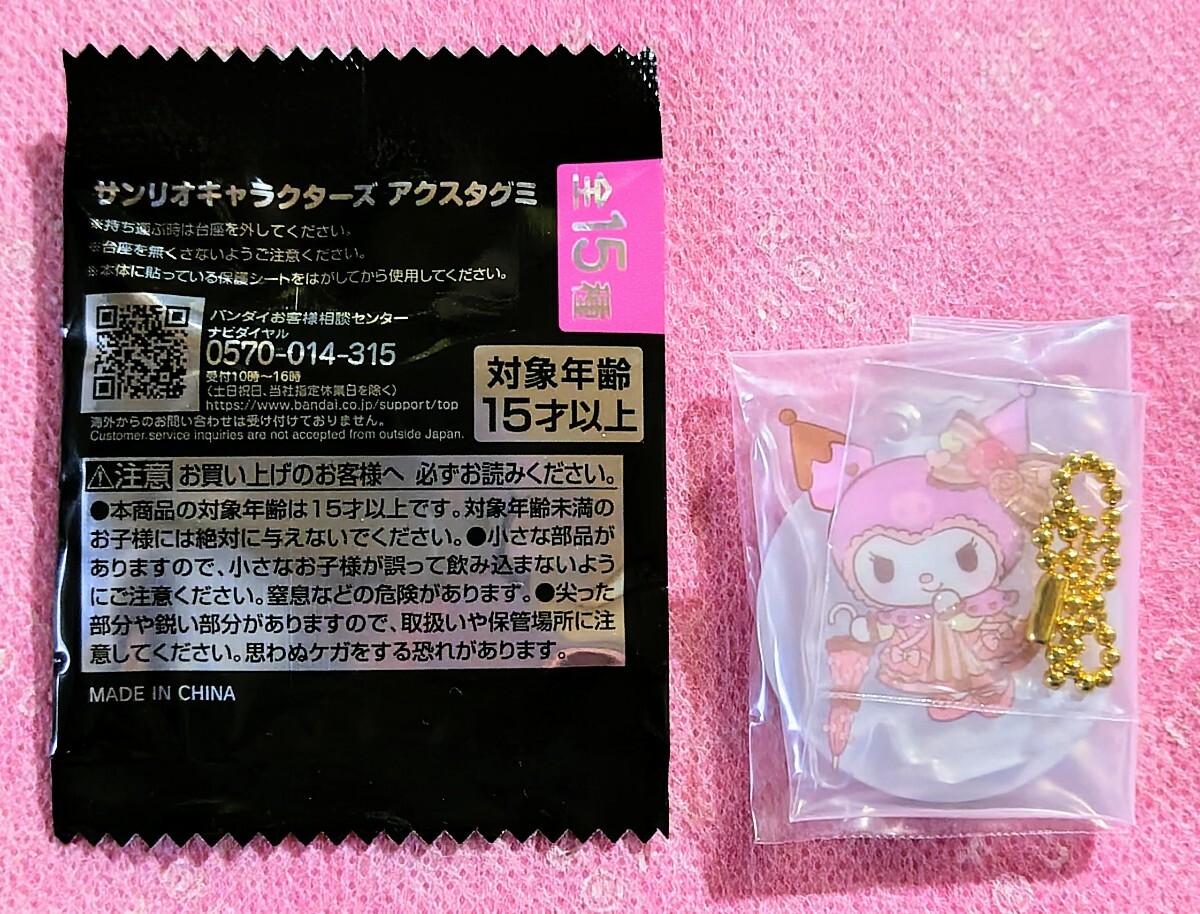 サンリオキャラクターズ アクスタグミ
※持ち運ぶ時は台座を外してください。
※台座を無くさないようご注意ください。
※本体に貼っている保護シートをはがしてから使用してください。
全15種
バンダイお客様相談センター
ナビダイヤル
0570-014-315
受付10時～16時
(土日祝日、当社指定休業日を除く)
https://www.bandai.co.jp/support/top
海外からのお問い合わせは受け付けておりません。
Customer service inquiries are not accepted from outside Japan.
対象年齢
15才以上
⚠注意 お買い上げのお客様へ 必ずお読みください。
●本商品の対象年齢は15才以上です。対象年齢未満の
お子様には絶対に与えないでください。●小さな部品が
ありますので、小さなお子様が誤って飲み込まないよう
にご注意ください。窒息などの危険があります。●尖った
部分や鋭い部分がありますので、取扱いや保管場所に注
意してください。思わぬケガをする恐れがあります。
MADE IN CHINA